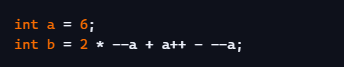 int a = 6;
int b = 2 * --a + a++ - --a;